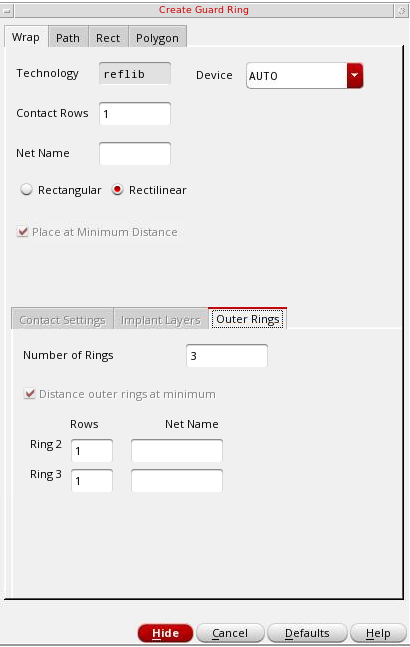 Create Guard Ring
Wrap Path Rect Polygon
Technology reflib Device AUTO
Contact Rows 1
Net Name
Rectangular Rectilinear
Place at Minimum Distance
Contact Settings Implant Layers Outer Rings
Number of Rings 3
Distance outer rings at minimum
Rows Net Name
Ring 2 1
Ring 3 1
Hide Cancel Defaults Help